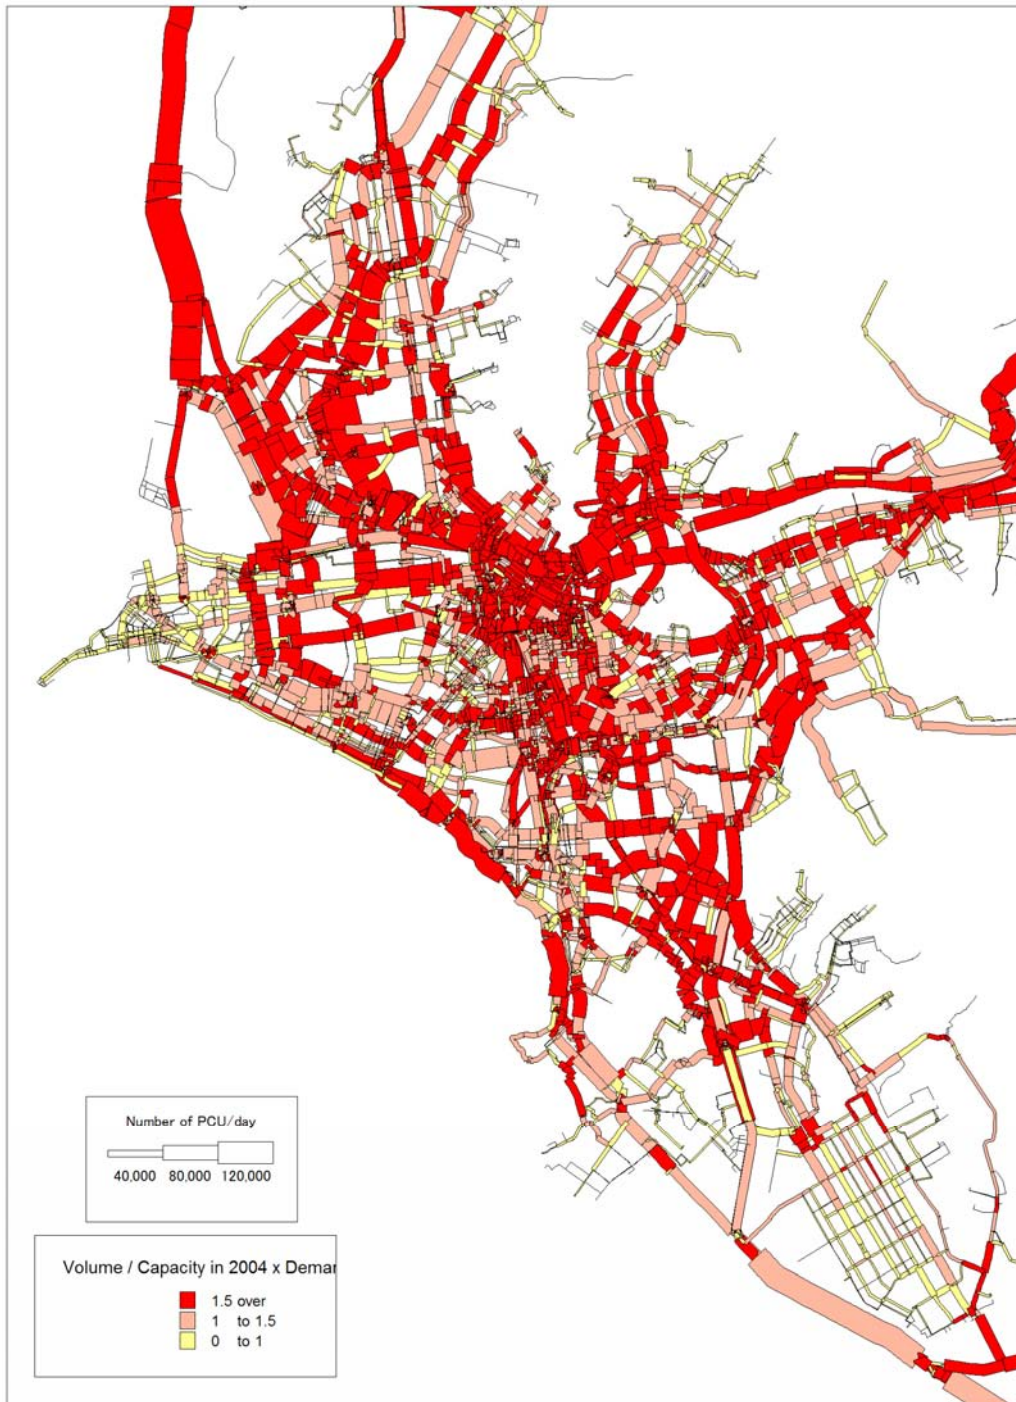 Number of PCU/day
40,000 80,000 120,000
Volume / Capacity in 2004 x Demar
1.5 over
1 to 1.5
0 to 1